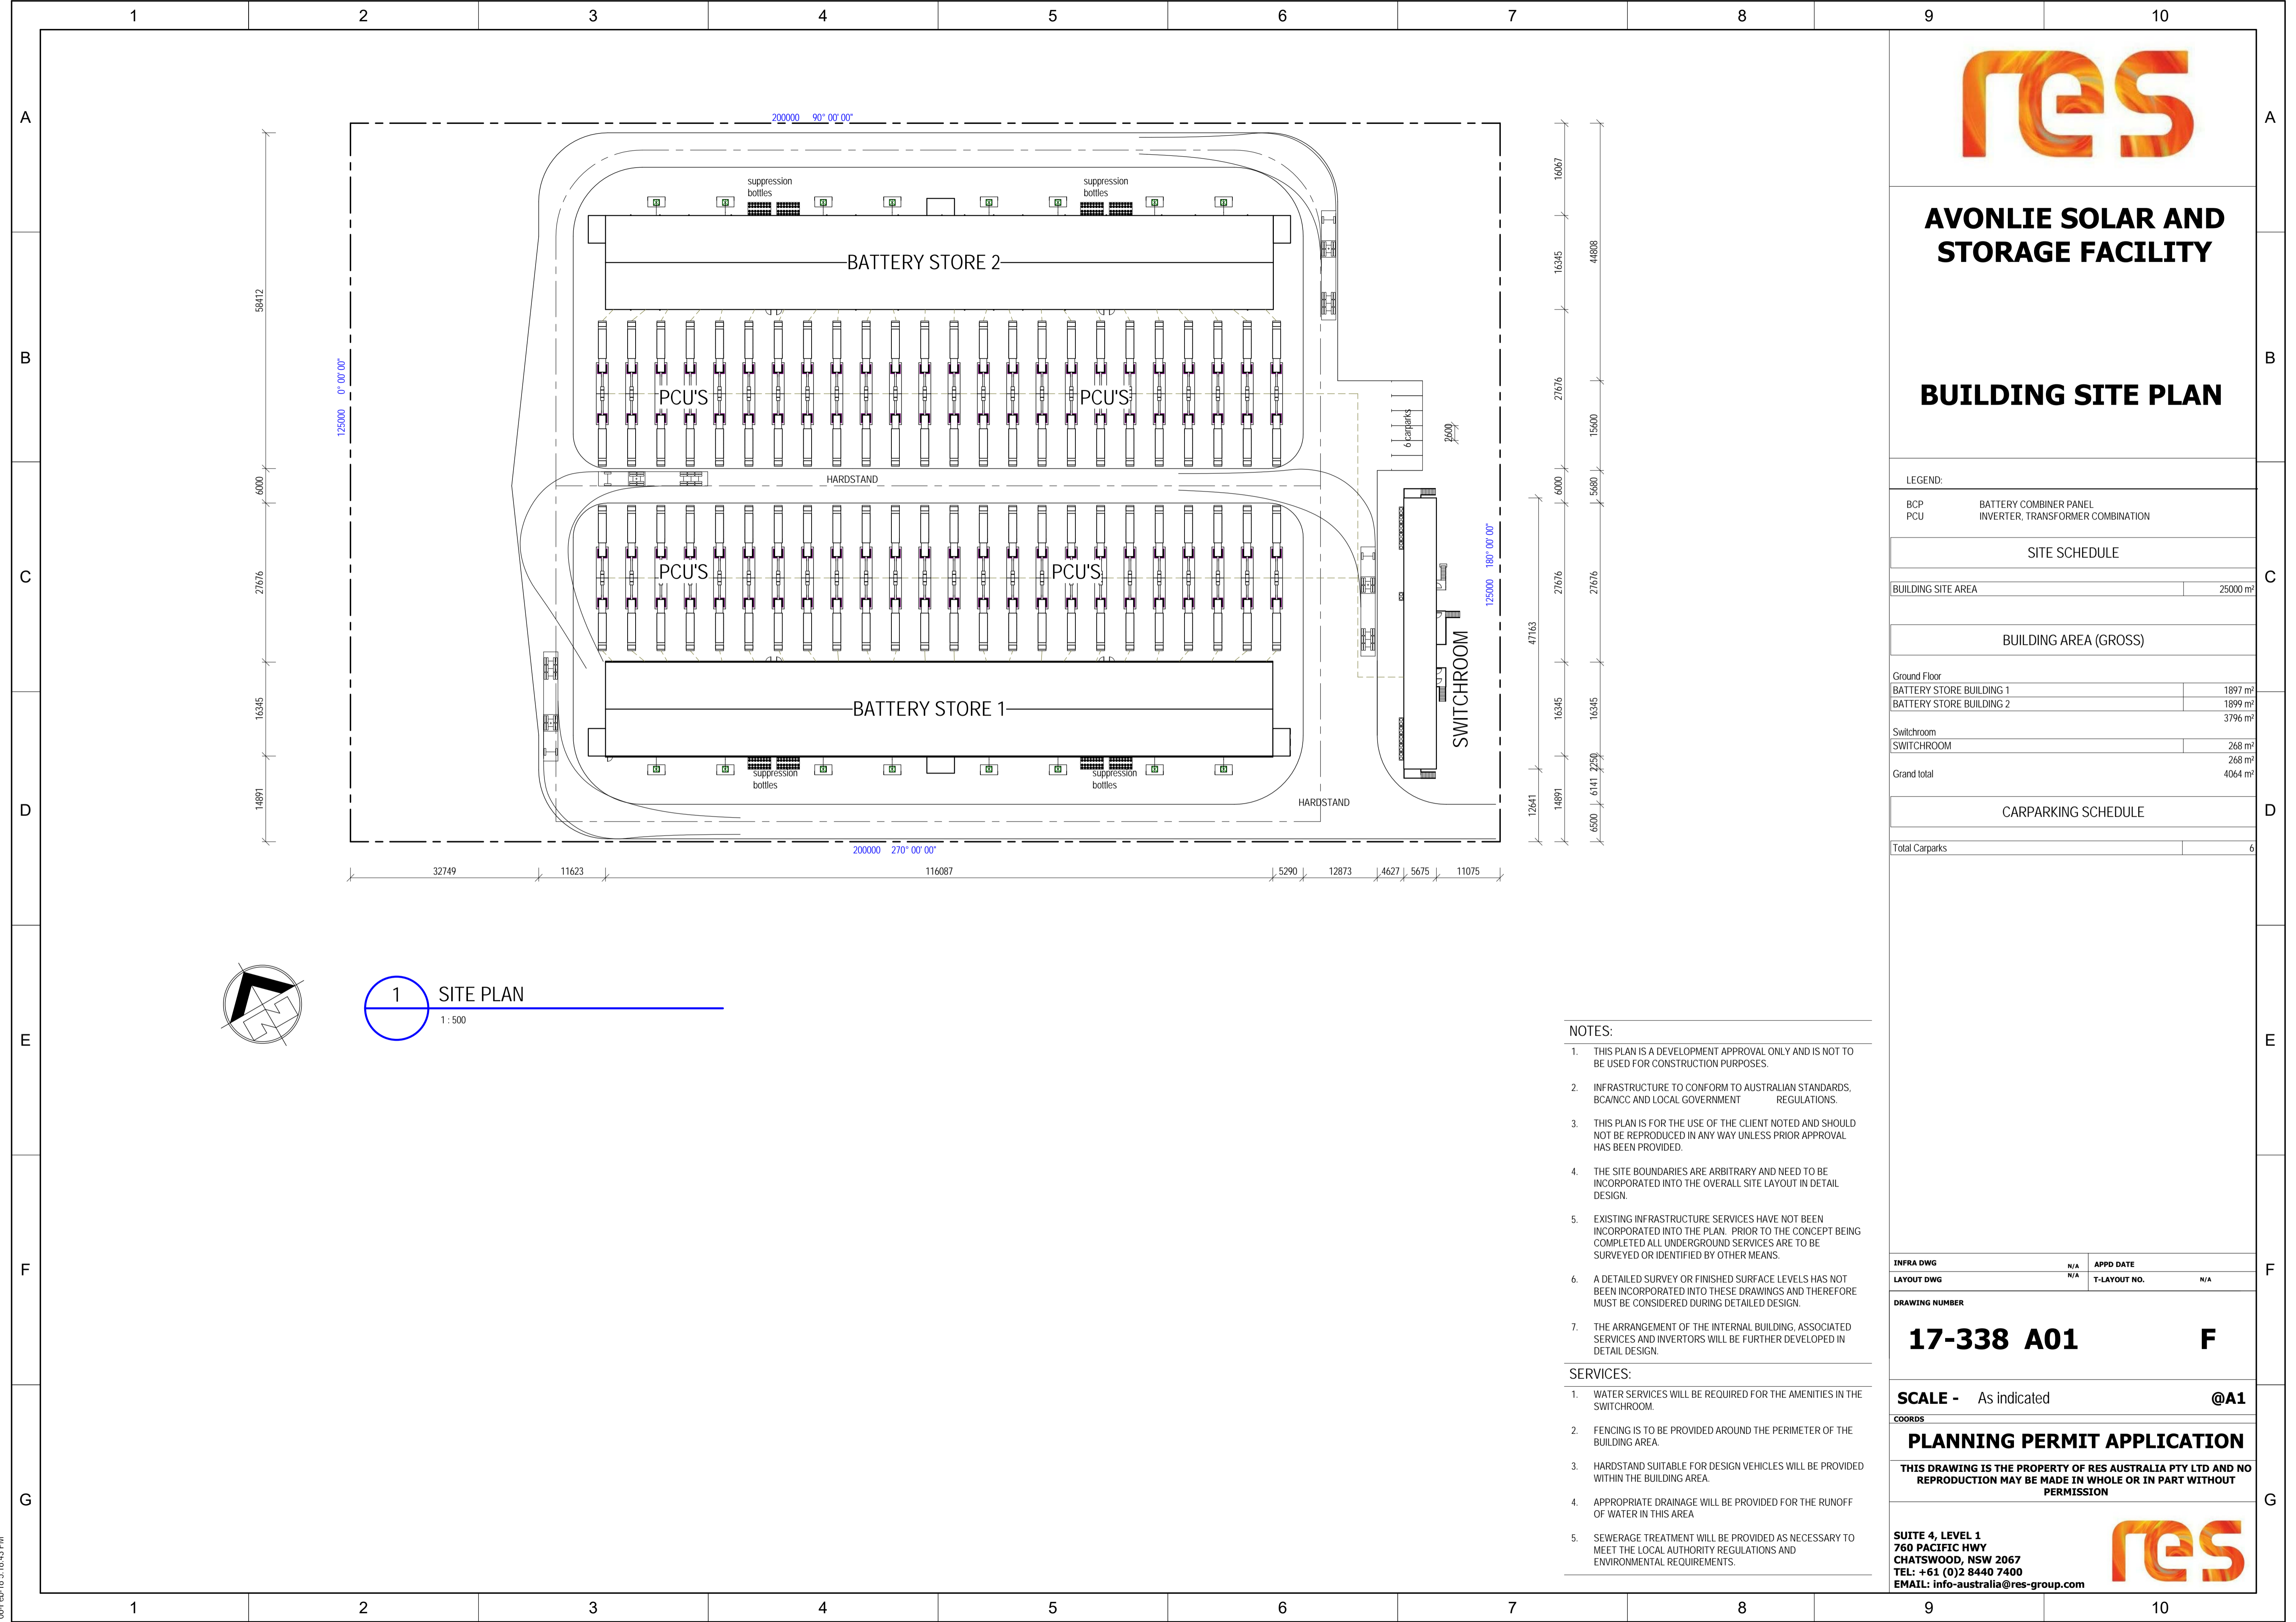 1 2 3 4 5 6 7 8 9 10
A
B
C
D
E
F
G
A
B
C
D
E
F
G
200000 90° 00' 00"
125000 0° 00' 00"
58412
6000
27676
16345
14891
suppression
bottles
suppression
bottles
BATTERY STORE 2
PCU'S
PCU'S
HARDSTAND
PCU'S
PCU'S
BATTERY STORE 1
suppression
bottles
suppression
bottles
HARDSTAND
6 carparks
2600
SWITCHROOM
125000 180° 00' 00"
47163
12641
16067
16345
27676
6000
27676
16345
14891
44808
15600
5680
27676
16345
2250
6141
6500
200000 270° 00' 00"
32749 11623 116087 5290 12873 4627 5675 11075
1 SITE PLAN
1 : 500
NOTES:
1. THIS PLAN IS A DEVELOPMENT APPROVAL ONLY AND IS NOT TO
BE USED FOR CONSTRUCTION PURPOSES.
2. INFRASTRUCTURE TO CONFORM TO AUSTRALIAN STANDARDS,
BCA/NCC AND LOCAL GOVERNMENT REGULATIONS.
3. THIS PLAN IS FOR THE USE OF THE CLIENT NOTED AND SHOULD
NOT BE REPRODUCED IN ANY WAY UNLESS PRIOR APPROVAL
HAS BEEN PROVIDED.
4. THE SITE BOUNDARIES ARE ARBITRARY AND NEED TO BE
INCORPORATED INTO THE OVERALL SITE LAYOUT IN DETAIL
DESIGN.
5. EXISTING INFRASTRUCTURE SERVICES HAVE NOT BEEN
INCORPORATED INTO THE PLAN. PRIOR TO THE CONCEPT BEING
COMPLETED ALL UNDERGROUND SERVICES ARE TO BE
SURVEYED OR IDENTIFIED BY OTHER MEANS.
6. A DETAILED SURVEY OR FINISHED SURFACE LEVELS HAS NOT
BEEN INCORPORATED INTO THESE DRAWINGS AND THEREFORE
MUST BE CONSIDERED DURING DETAILED DESIGN.
7. THE ARRANGEMENT OF THE INTERNAL BUILDING, ASSOCIATED
SERVICES AND INVERTORS WILL BE FURTHER DEVELOPED IN
DETAIL DESIGN.
SERVICES:
1. WATER SERVICES WILL BE REQUIRED FOR THE AMENITIES IN THE
SWITCHROOM.
2. FENCING IS TO BE PROVIDED AROUND THE PERIMETER OF THE
BUILDING AREA.
3. HARDSTAND SUITABLE FOR DESIGN VEHICLES WILL BE PROVIDED
WITHIN THE BUILDING AREA.
4. APPROPRIATE DRAINAGE WILL BE PROVIDED FOR THE RUNOFF
OF WATER IN THIS AREA
5. SEWERAGE TREATMENT WILL BE PROVIDED AS NECESSARY TO
MEET THE LOCAL AUTHORITY REGULATIONS AND
ENVIRONMENTAL REQUIREMENTS.
res
AVONLIE SOLAR AND
STORAGE FACILITY
BUILDING SITE PLAN
LEGEND:
BCP BATTERY COMBINER PANEL
PCU INVERTER, TRANSFORMER COMBINATION
SITE SCHEDULE
BUILDING SITE AREA 25000 m²
BUILDING AREA (GROSS)
Ground Floor
BATTERY STORE BUILDING 1 1897 m²
BATTERY STORE BUILDING 2 1899 m²
3796 m²
Switchroom
SWITCHROOM 268 m²
268 m²
Grand total 4064 m²
CARPARKING SCHEDULE
Total Carparks 6
INFRA DWG N/A APPD DATE
LAYOUT DWG N/A T-LAYOUT NO. N/A
DRAWING NUMBER
17-338 A01 F
SCALE - As indicated @A1
COORDS
PLANNING PERMIT APPLICATION
THIS DRAWING IS THE PROPERTY OF RES AUSTRALIA PTY LTD AND NO
REPRODUCTION MAY BE MADE IN WHOLE OR IN PART WITHOUT
PERMISSION
SUITE 4, LEVEL 1
760 PACIFIC HWY
CHATSWOOD, NSW 2067
TEL: +61 (0)2 8440 7400
EMAIL: info-australia@res-group.com
res
1 2 3 4 5 6 7 8 9 10